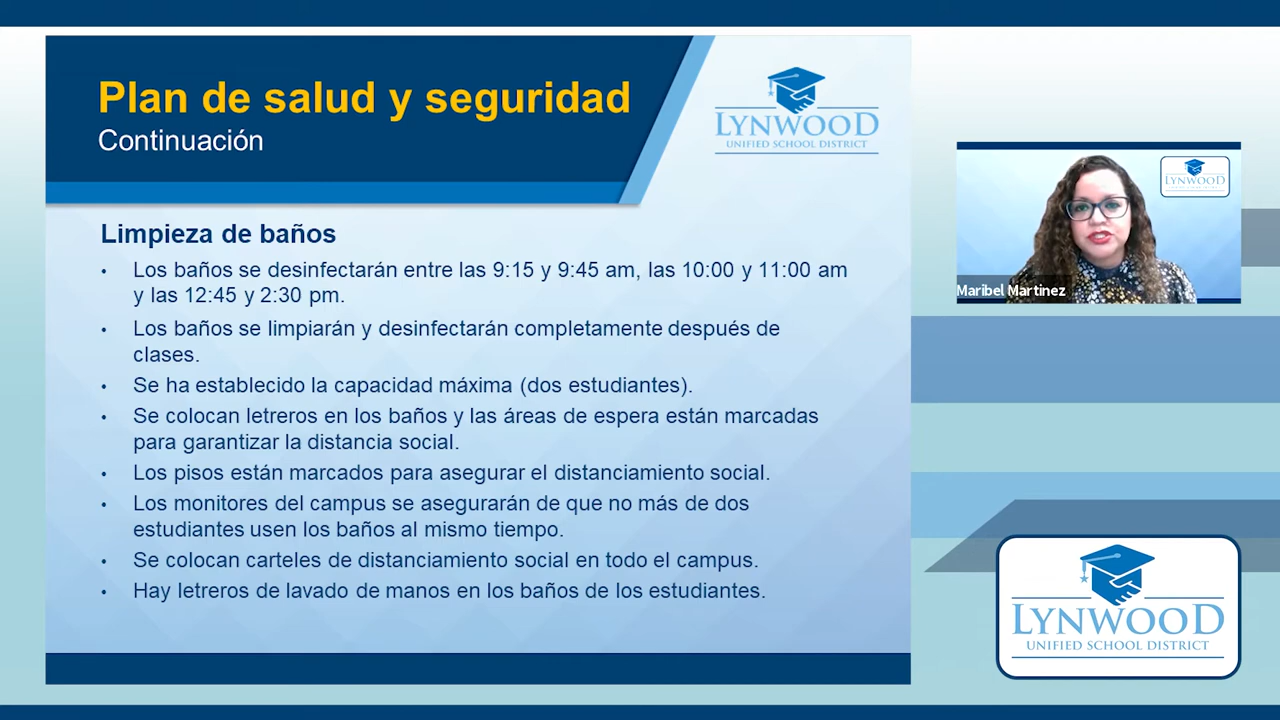 Plan de salud y seguridad
Continuación
LYNWOOD
UNIFIED SCHOOL DISTRICT
Limpieza de baños
• Los baños se desinfectarán entre las 9:15 y 9:45 am, las 10:00 y 11:00 am
y las 12:45 y 2:30 pm.
• Los baños se limpiarán y desinfectarán completamente después de
clases.
• Se ha establecido la capacidad máxima (dos estudiantes).
• Se colocan letreros en los baños y las áreas de espera están marcadas
para garantizar la distancia social.
• Los pisos están marcados para asegurar el distanciamiento social.
• Los monitores del campus se asegurarán de que no más de dos
estudiantes usen los baños al mismo tiempo.
• Se colocan carteles de distanciamiento social en todo el campus.
• Hay letreros de lavado de manos en los baños de los estudiantes.
LYNWOOD
Maribel Martinez
LYNWOOD
UNIFIED SCHOOL DISTRICT